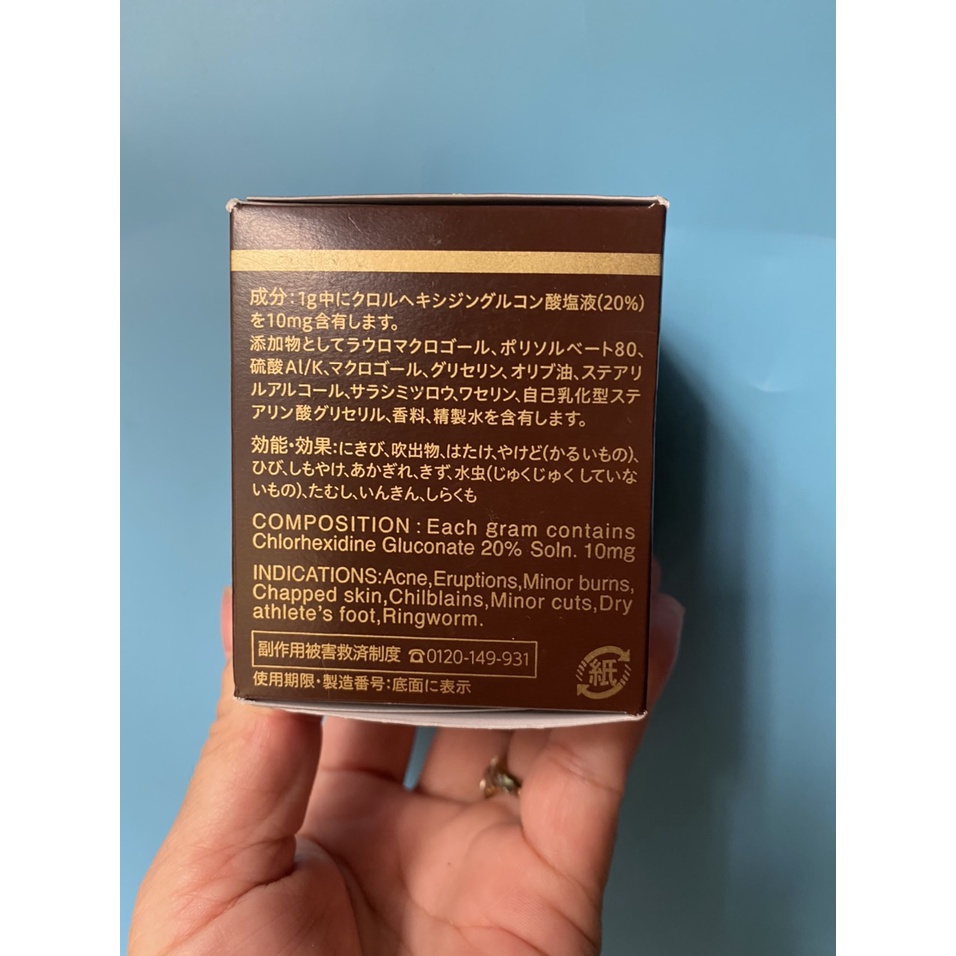 成分：1g中にクロルヘキシジングルコン酸塩液(20%)
を10mg含有します。
添加物としてラウロマクロゴール、ポリソルベート80、
硫酸Al/K、マクロゴール、グリセリン、オリブ油、ステアリ
ルアルコール、サラシミツロウ、ワセリン、自己乳化型ステ
アリン酸グリセリル、香料、精製水を含有します。
効能・効果：にきび、吹出物、はたけ、やけど(かるいもの)、
ひび、しもやけ、あかぎれ、きず、水虫(じゅくじゅくしていな
いもの)、たむし、いんきん、しらくも
COMPOSITION : Each gram contains
Chlorhexidine Gluconate 20% Soln. 10mg
INDICATIONS:Acne,Eruptions,Minor burns,
Chapped skin,Chilblains,Minor cuts,Dry
athlete's foot,Ringworm.
副作用被害救済制度 ☎0120-149-931
使用期限・製造番号：底面に表示
紙